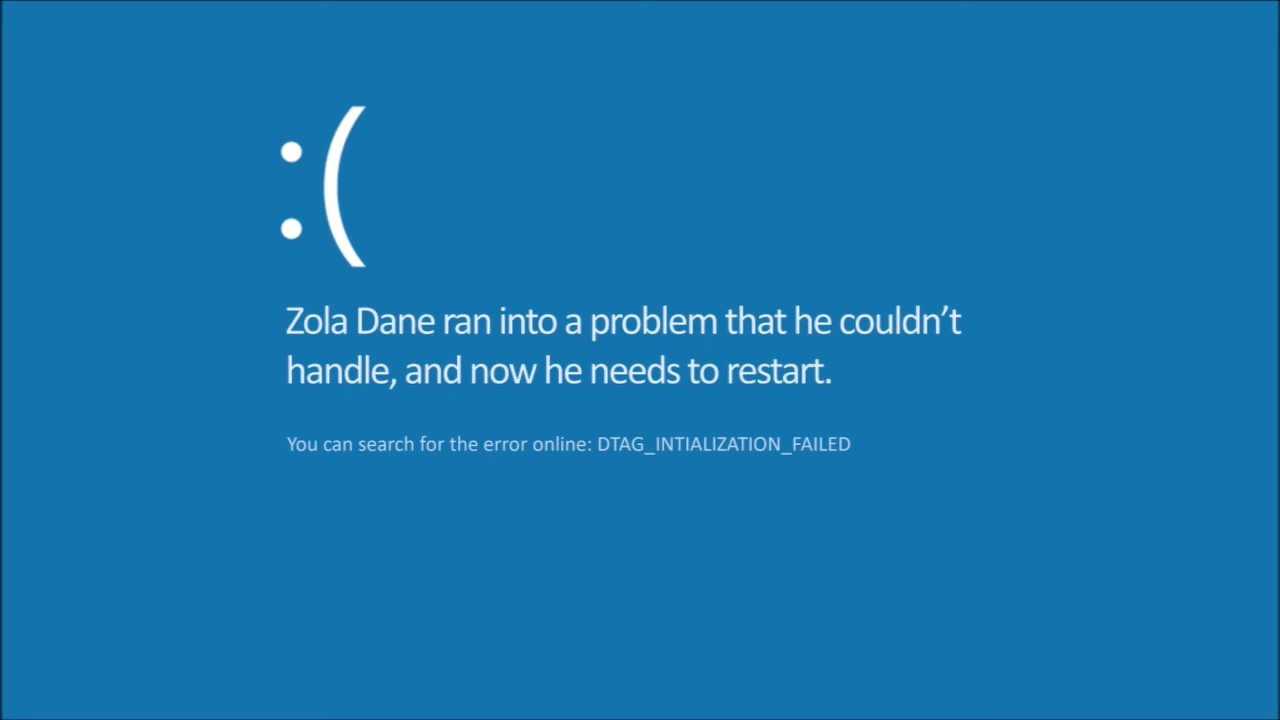 :(
Zola Dane ran into a problem that he couldn’t
handle, and now he needs to restart.
You can search for the error online: DTAG_INTIALIZATION_FAILED